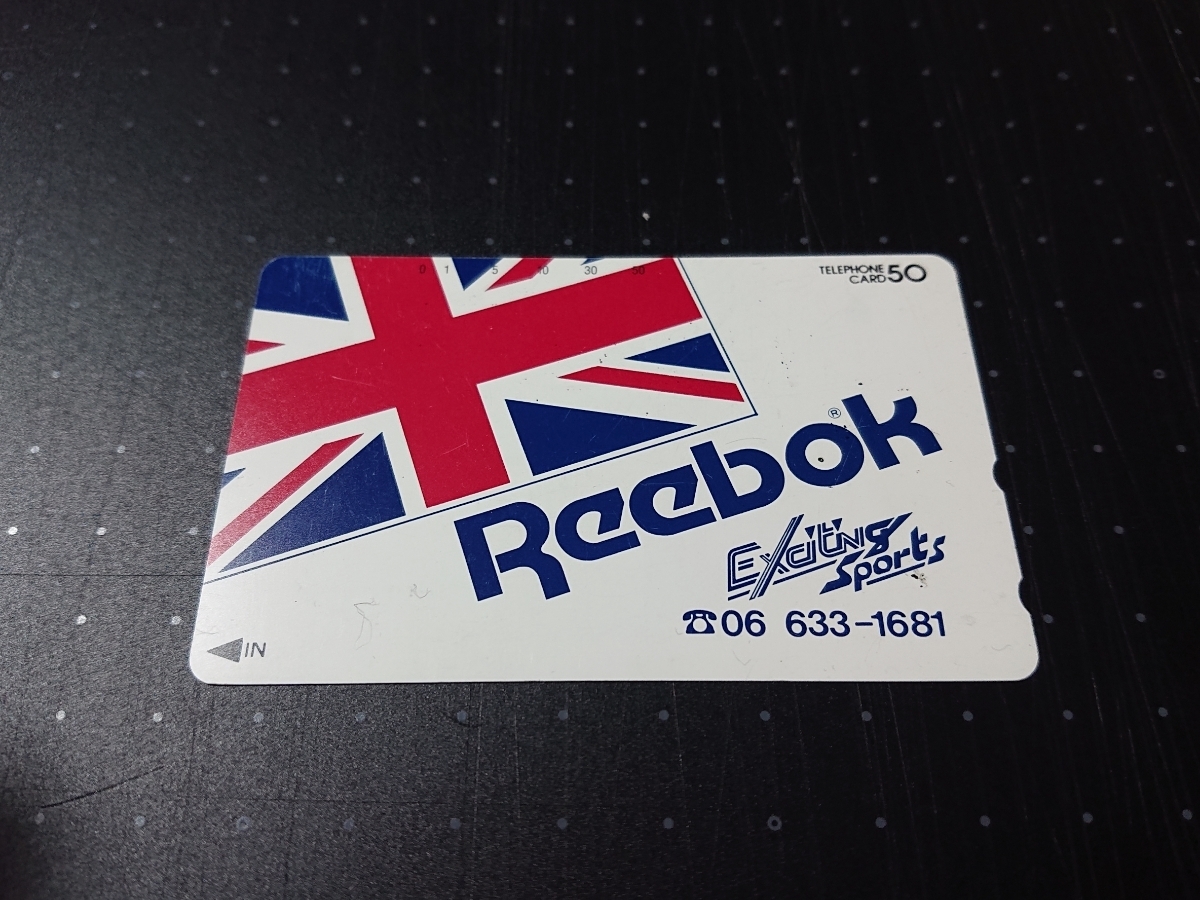 0 1 5 10 30 50
TELEPHONE
CARD 50
Reebok®
Exciting
Sports
☎06 633-1681
◀IN